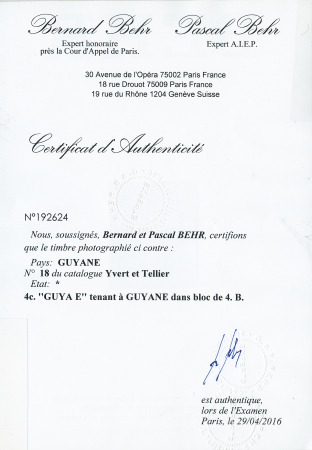 Bernard Behr Pascal Behr
Expert honoraire Expert A.I.E.P.
près la Cour d'Appel de Paris.
30 Avenue de l'Opéra 75002 Paris France
18 rue Drouot 75009 Paris France
19 rue du Rhône 1204 Genève Suisse
Certificat d'Authenticité
N°192624
Nous, soussignés, Bernard et Pascal BEHR, certifions
que le timbre photographié ci contre :
Pays: GUYANE
N° 18 du catalogue Yvert et Tellier
Etat: *
4c. "GUYA E" tenant à GUYANE dans bloc de 4. B.
est authentique,
lors de l'Examen
Paris, le 29/04/2016